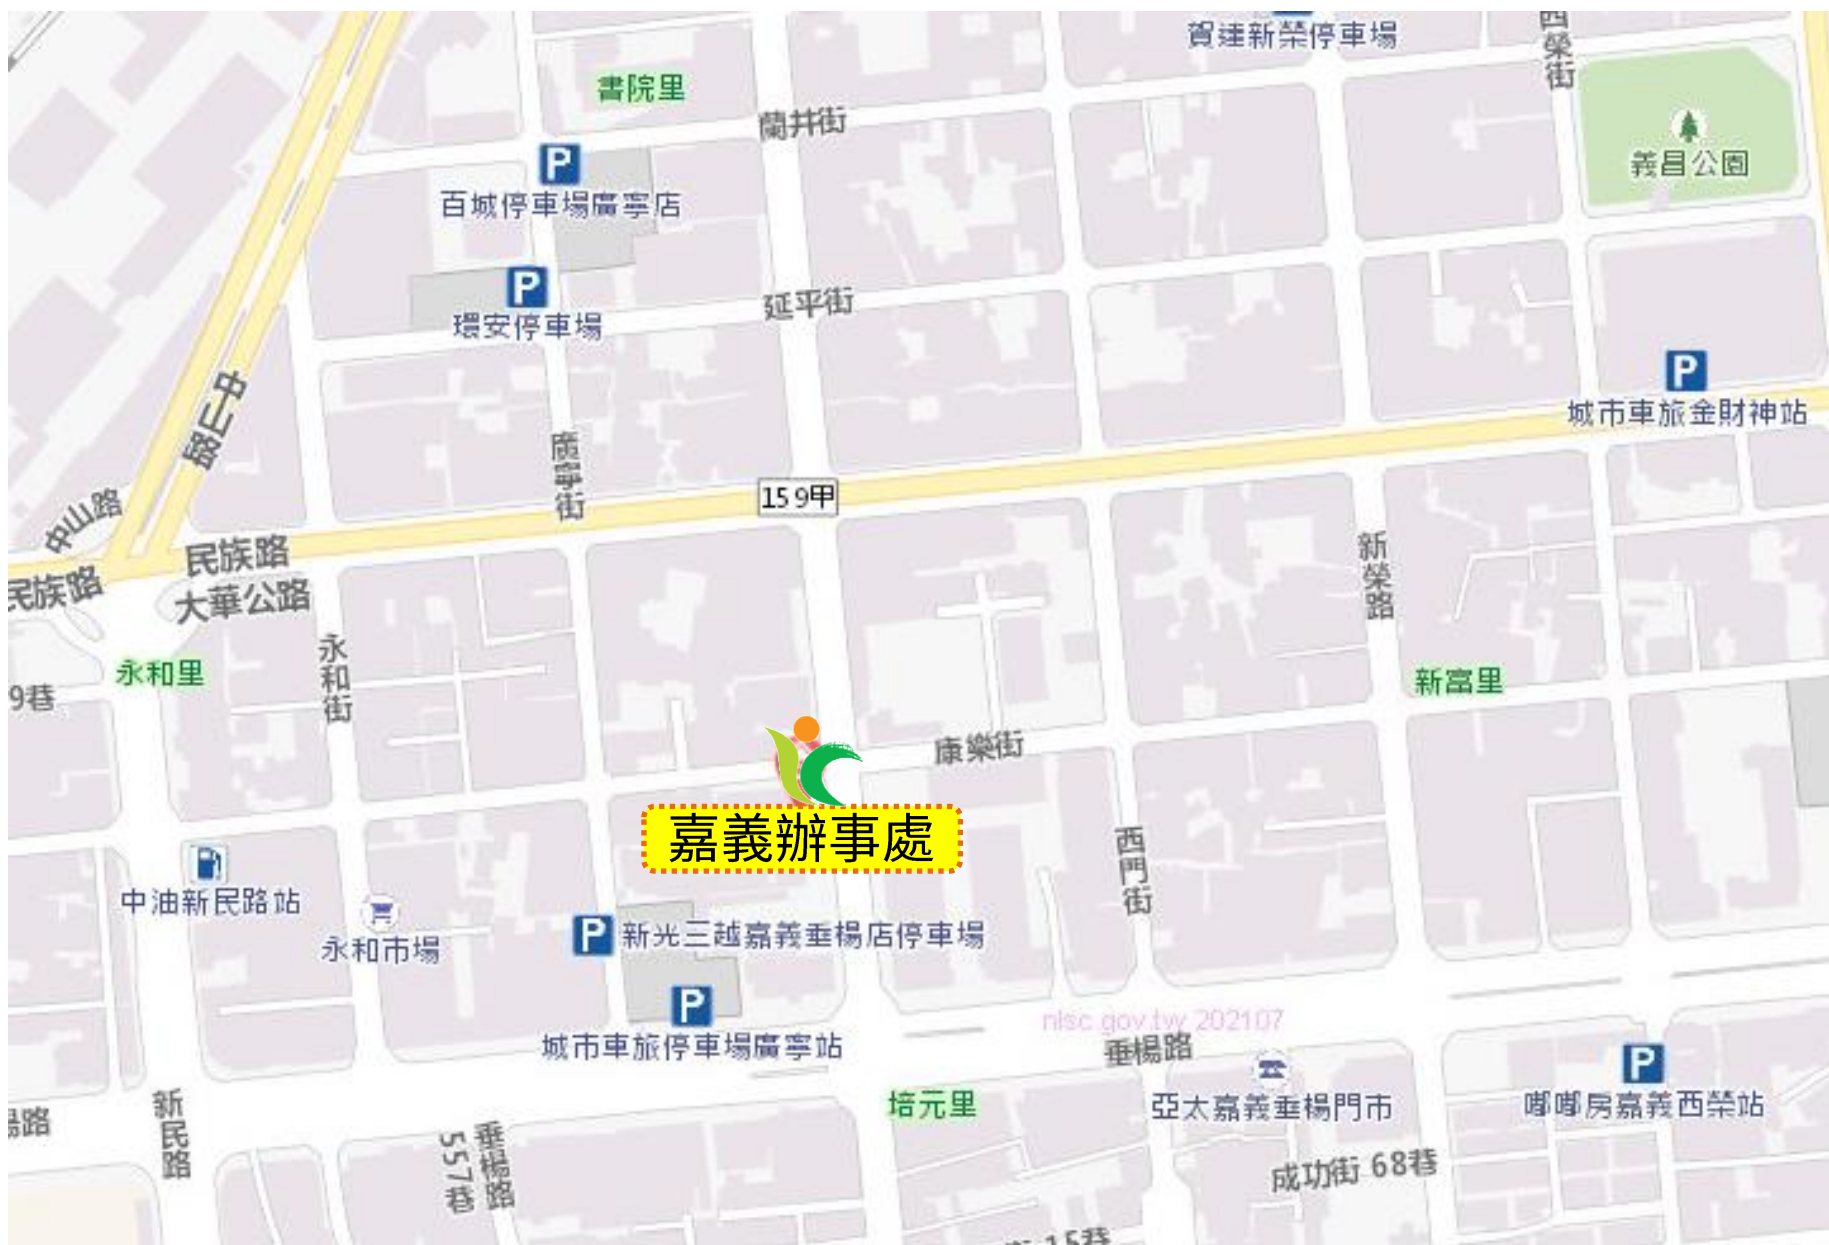 賀達新榮停車場
西榮街
書院里
蘭井街
義昌公園
百城停車場廣寧店
延平街
環安停車場
中山路
城市車旅金財神站
廣寧街
159甲
中山路
民族路
民族路
大華公路
新榮路
永和里
永和街
新富里
9巷
康樂街
嘉義辦事處
西門街
中油新民路站
永和市場
新光三越嘉義垂楊店停車場
nlsc.gov.tw 202107
城市車旅停車場廣寧站
垂楊路
培元里
亞太嘉義垂楊門市
嘟嘟房嘉義西榮站
新民路
垂楊路
557巷
成功街 68巷
15巷